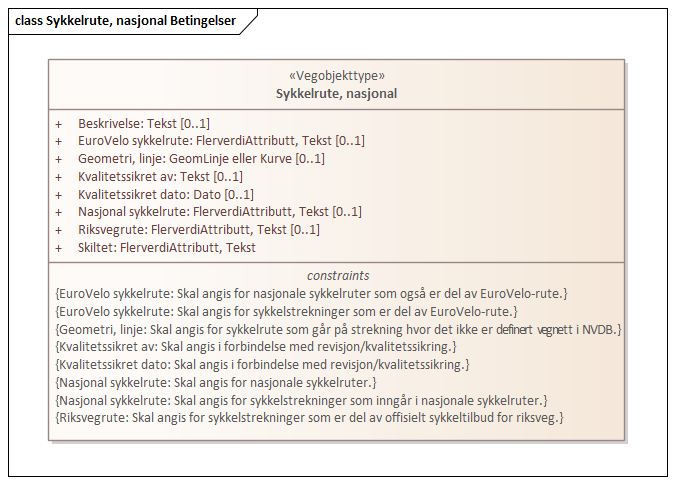 class Sykkelrute, nasjonal Betingelser
«Vegobjekttype»
Sykkelrute, nasjonal
+ Beskrivelse: Tekst [0..1]
+ EuroVelo sykkelrute: FlerverdiAttributt, Tekst [0..1]
+ Geometri, linje: GeomLinje eller Kurve [0..1]
+ Kvalitetssikret av: Tekst [0..1]
+ Kvalitetssikret dato: Dato [0..1]
+ Nasjonal sykkelrute: FlerverdiAttributt, Tekst [0..1]
+ Riksvegrute: FlerverdiAttributt, Tekst [0..1]
+ Skiltet: FlerverdiAttributt, Tekst
constraints
{EuroVelo sykkelrute: Skal angis for nasjonale sykkelruter som også er del av EuroVelo-rute.}
{EuroVelo sykkelrute: Skal angis for sykkelstrekninger som er del av EuroVelo-rute.}
{Geometri, linje: Skal angis for sykkelrute som går på strekning hvor det ikke er definert vegnett i NVDB.}
{Kvalitetssikret av: Skal angis i forbindelse med revisjon/kvalitetssikring.}
{Kvalitetssikret dato: Skal angis i forbindelse med revisjon/kvalitetssikring.}
{Nasjonal sykkelrute: Skal angis for nasjonale sykkelruter.}
{Nasjonal sykkelrute: Skal angis for sykkelstrekninger som inngår i nasjonale sykkelruter.}
{Riksvegrute: Skal angis for sykkelstrekninger som er del av offisielt sykkeltilbud for riksveg.}